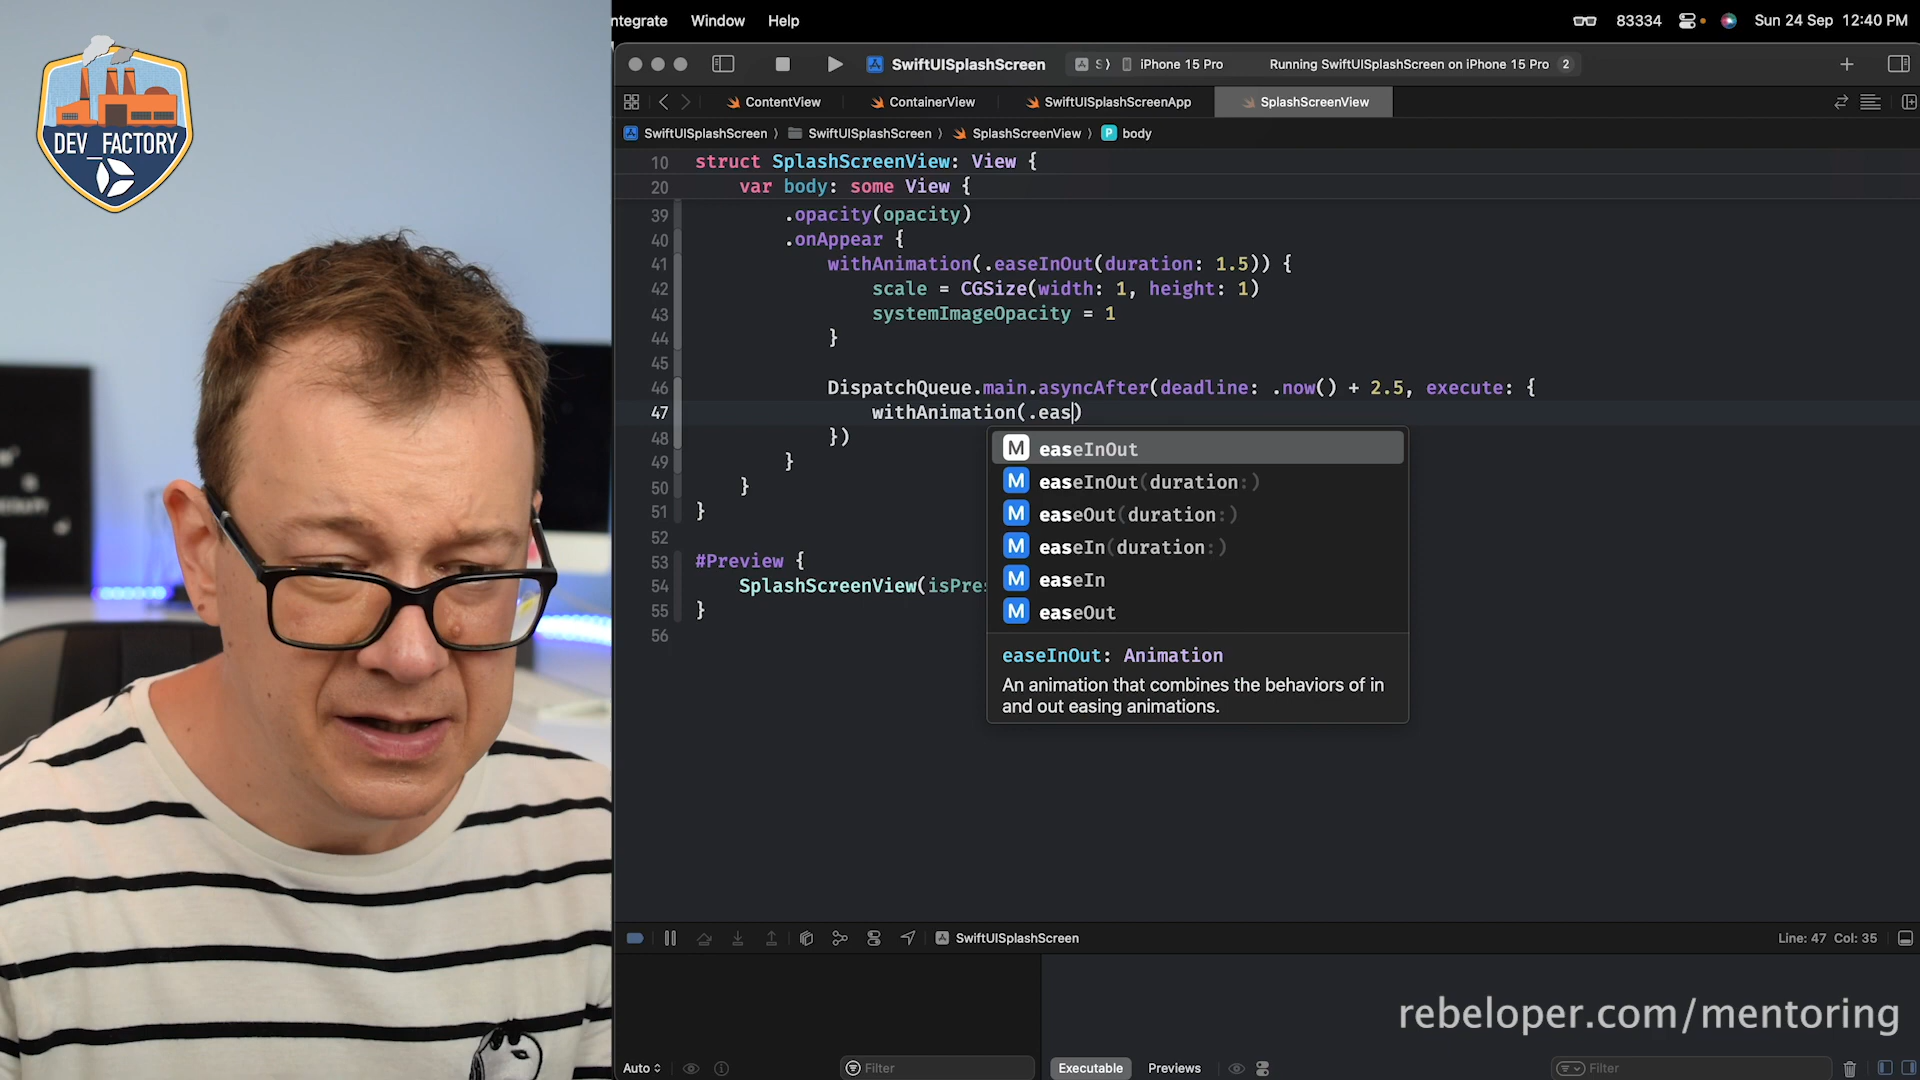 DEV_FACTORY
ntegrate Window Help 83334 Sun 24 Sep 12:40 PM
SwiftUISplashScreen S ⟩ iPhone 15 Pro Running SwiftUISplashScreen on iPhone 15 Pro 2
ContentView ContainerView SwiftUISplashScreenApp SplashScreenView
SwiftUISplashScreen ⟩ SwiftUISplashScreen ⟩ SplashScreenView ⟩ P body
10 struct SplashScreenView: View {
20 var body: some View {
39 .opacity(opacity)
40 .onAppear {
41 withAnimation(.easeInOut(duration: 1.5)) {
42 scale = CGSize(width: 1, height: 1)
43 systemImageOpacity = 1
44 }
45
46 DispatchQueue.main.asyncAfter(deadline: .now() + 2.5, execute: {
47 withAnimation(.eas)
48 })
49 }
50 }
51 }
52
53 #Preview {
54 SplashScreenView(isPres
55 }
56
M easeInOut
M easeInOut(duration:)
M easeOut(duration:)
M easeIn(duration:)
M easeIn
M easeOut
easeInOut: Animation
An animation that combines the behaviors of in
and out easing animations.
SwiftUISplashScreen Line: 47 Col: 35
rebeloper.com/mentoring
Auto Filter Executable Previews Filter